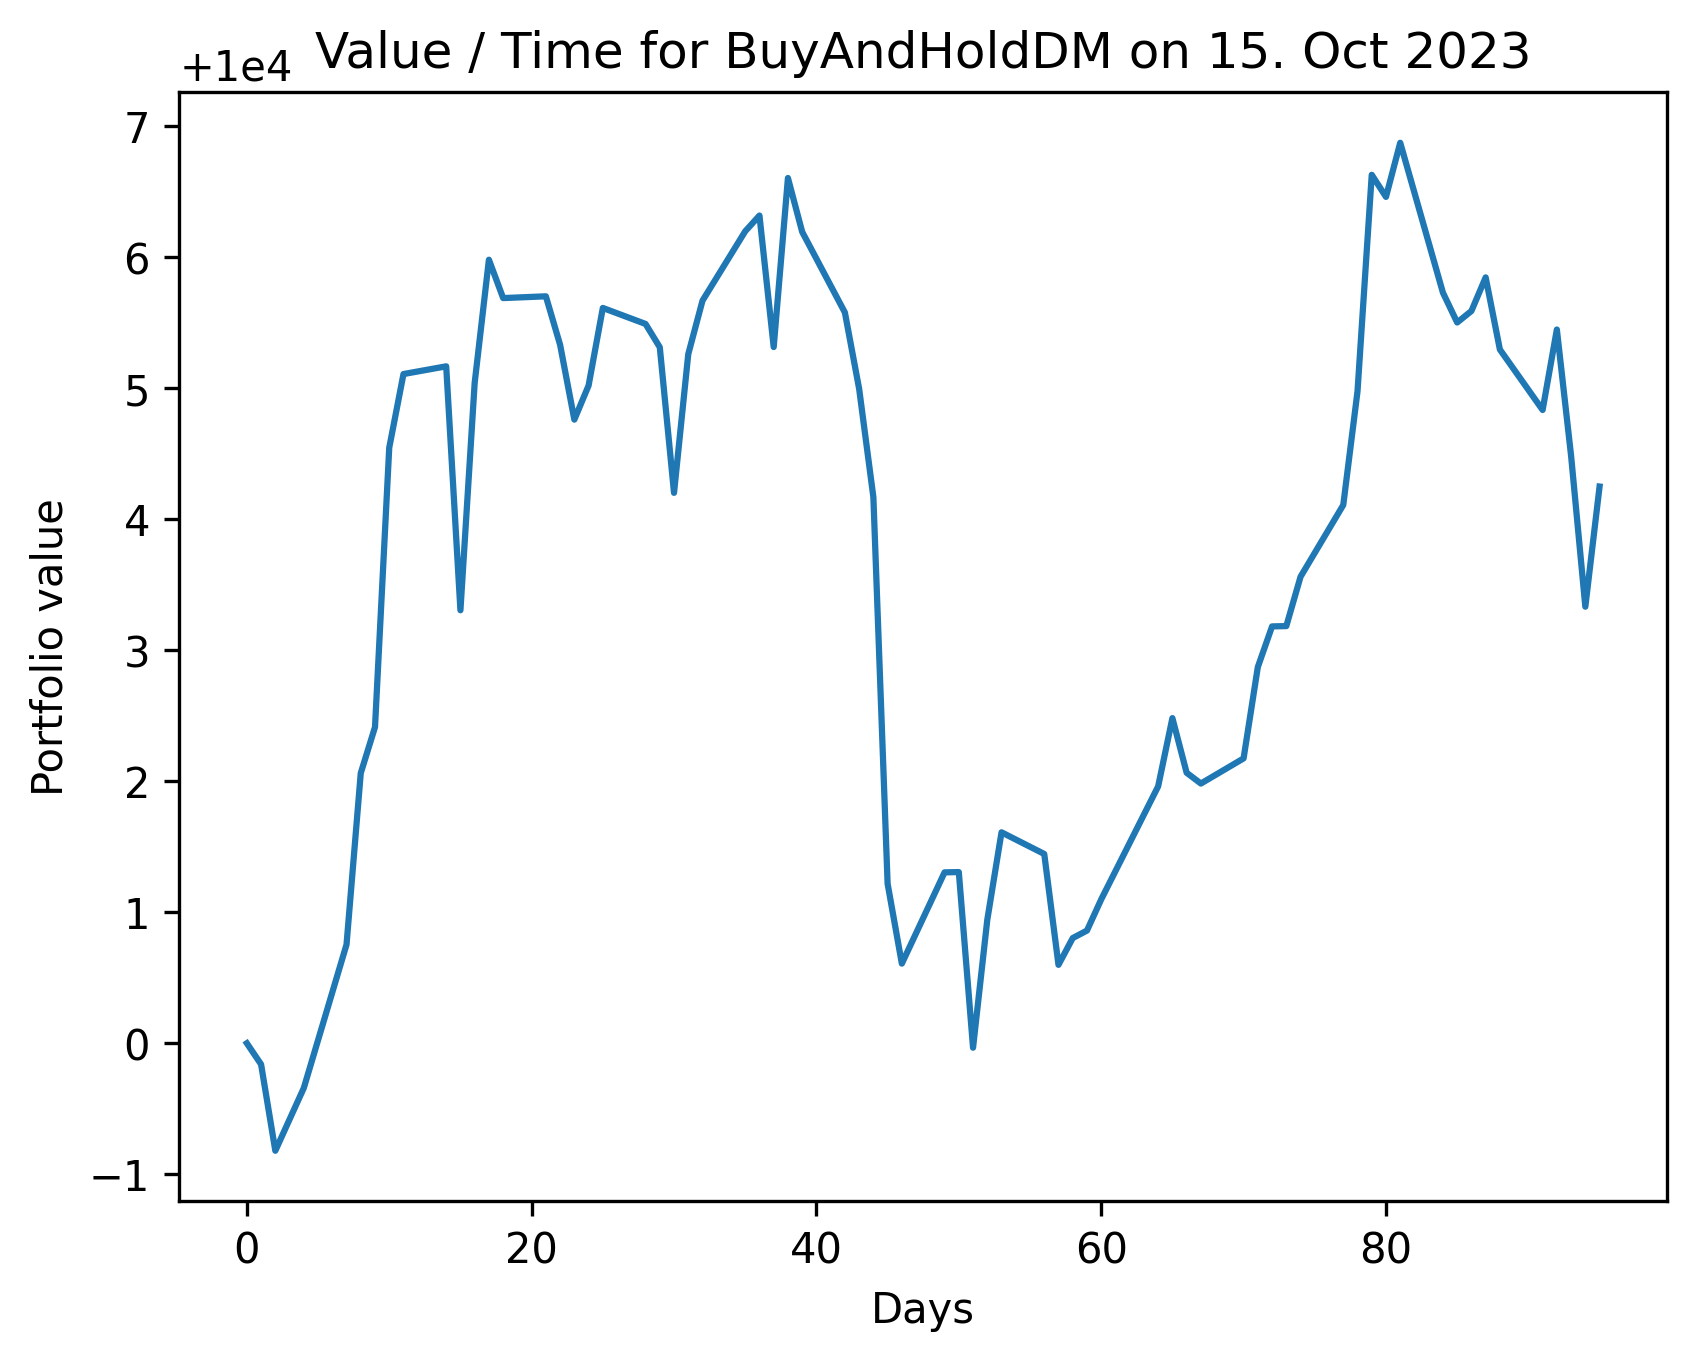 Value / Time for BuyAndHoldDM on 15. Oct 2023
+1e4
7
6
5
4
3
2
1
0
−1
Portfolio value
0 20 40 60 80
Days